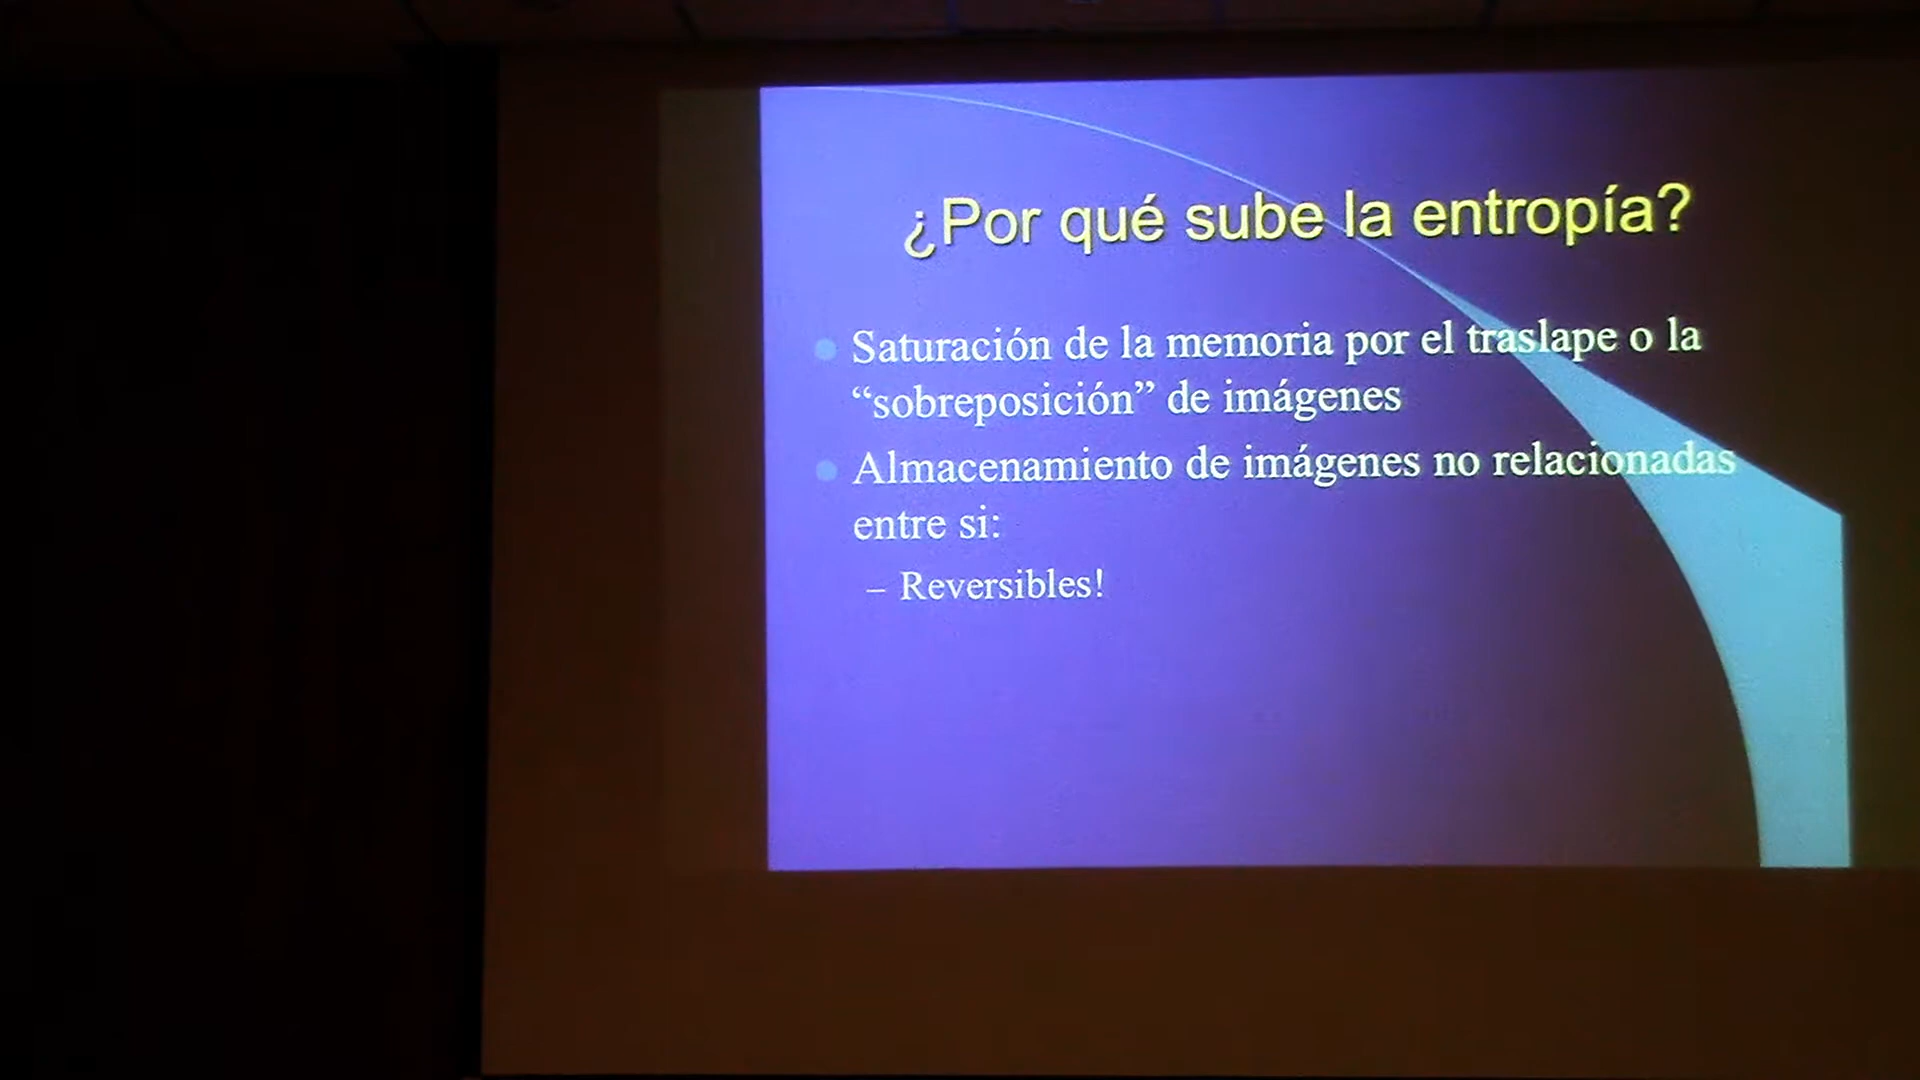 ¿Por qué sube la entropía?
Saturación de la memoria por el traslape o la
“sobreposición” de imágenes
Almacenamiento de imágenes no relacionadas
entre si:
– Reversibles!